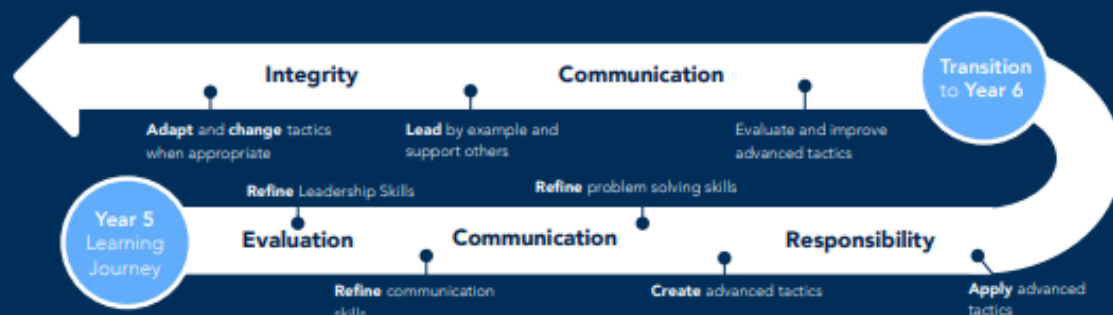 Integrity
Communication
Transition
to Year 6
Adapt and change tactics
when appropriate
Lead by example and
support others
Evaluate and improve
advanced tactics
Refine Leadership Skills
Refine problem solving skills
Year 5
Learning
Journey
Evaluation
Communication
Responsibility
Refine communication
skills
Create advanced tactics
Apply advanced
tactics